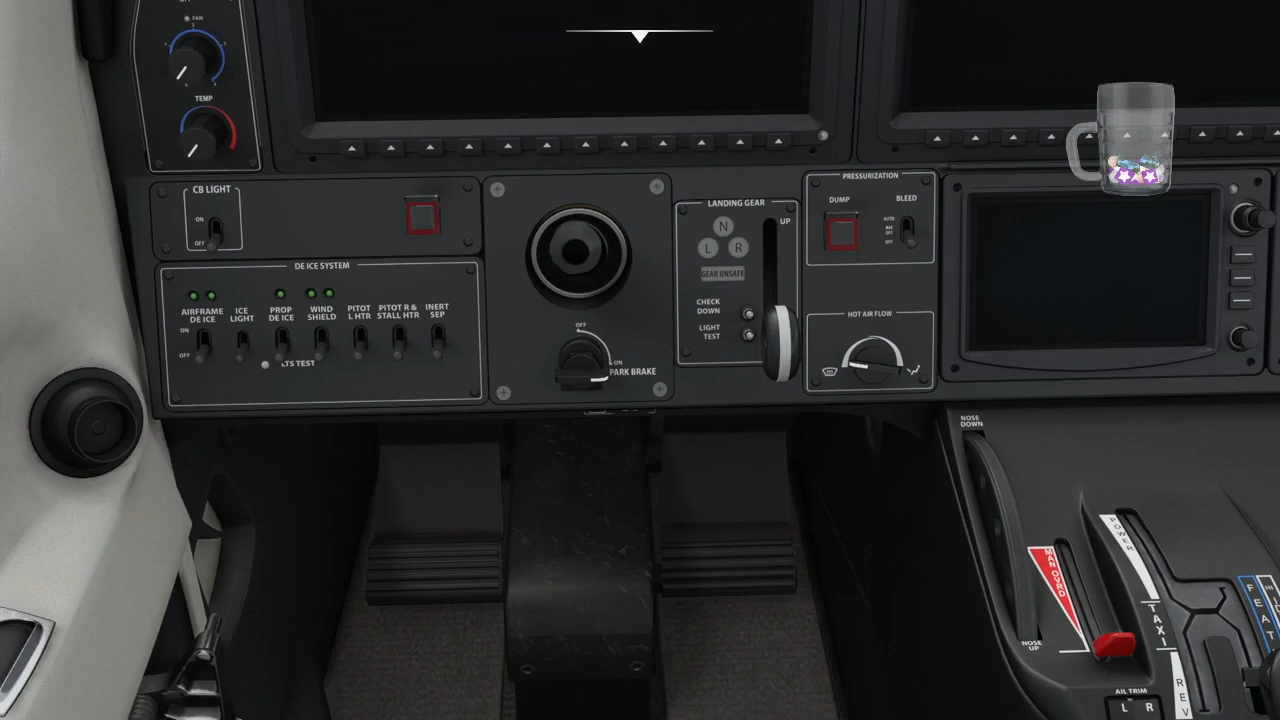 FAN
TEMP
CB LIGHT
ON
OFF
DE ICE SYSTEM
AIRFRAME
DE ICE
ICE
LIGHT
PROP
DE ICE
WIND
SHIELD
PITOT
L HTR
PITOT R &
STALL HTR
INERT
SEP
ON
OFF
LTS TEST
OFF
ON
PARK BRAKE
LANDING GEAR
UP
N
L
R
GEAR UNSAFE
CHECK
DOWN
LIGHT
TEST
PRESSURIZATION
DUMP
BLEED
AUTO
OFF
HOT AIR FLOW
NOSE
DOWN
MAN OVRD
NOSE
UP
POWER
TAXI
REV
FEAT
HI
AIL TRIM
L R